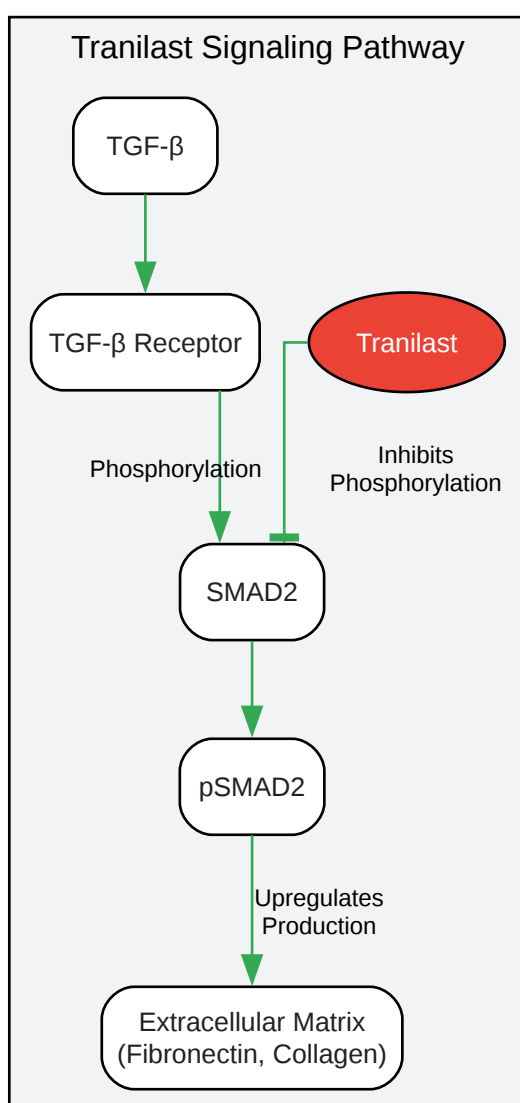 Tranilast Signaling Pathway
TGF-β
TGF-β Receptor
Tranilast
Phosphorylation
Inhibits
Phosphorylation
SMAD2
pSMAD2
Upregulates
Production
Extracellular Matrix
(Fibronectin, Collagen)